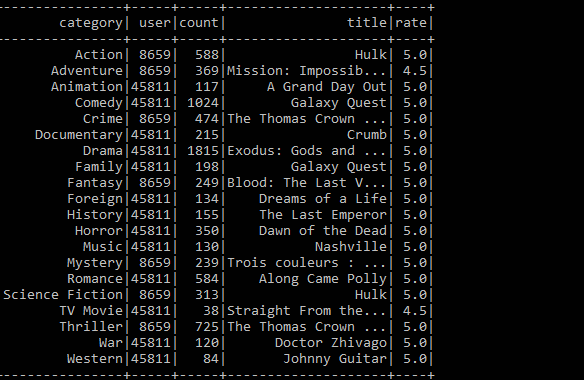 ---------------+-----+-----+--------------------+----+
category| user|count| title|rate|
---------------+-----+-----+--------------------+----+
Action| 8659| 588| Hulk| 5.0|
Adventure| 8659| 369|Mission: Impossib...| 4.5|
Animation|45811| 117| A Grand Day Out| 5.0|
Comedy|45811| 1024| Galaxy Quest| 5.0|
Crime| 8659| 474|The Thomas Crown ...| 5.0|
Documentary|45811| 215| Crumb| 5.0|
Drama|45811| 1815|Exodus: Gods and ...| 5.0|
Family|45811| 198| Galaxy Quest| 5.0|
Fantasy| 8659| 249|Blood: The Last V...| 5.0|
Foreign|45811| 134| Dreams of a Life| 5.0|
History|45811| 155| The Last Emperor| 5.0|
Horror|45811| 350| Dawn of the Dead| 5.0|
Music|45811| 130| Nashville| 5.0|
Mystery| 8659| 239|Trois couleurs : ...| 5.0|
Romance|45811| 584| Along Came Polly| 5.0|
Science Fiction| 8659| 313| Hulk| 5.0|
TV Movie|45811| 38|Straight From the...| 4.5|
Thriller| 8659| 725|The Thomas Crown ...| 5.0|
War|45811| 120| Doctor Zhivago| 5.0|
Western|45811| 84| Johnny Guitar| 5.0|
---------------+-----+-----+--------------------+----+